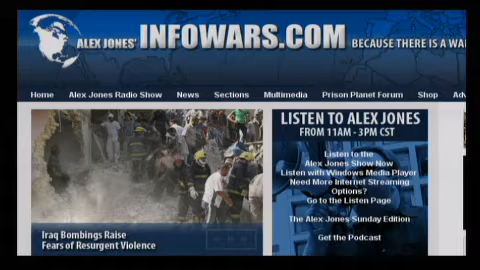 ALEX JONES' INFOWARS.COM BECAUSE THERE IS A WA
Home Alex Jones Radio Show News Sections Multimedia Prison Planet Forum Shop Adv
LISTEN TO ALEX JONES
FROM 11AM - 3PM CST
Listen to the
Alex Jones Show Now
Listen with Windows Media Player
Need More Internet Streaming
Options?
Go to the Listen Page
The Alex Jones Sunday Edition
Get the Podcast
Iraq Bombings Raise
Fears of Resurgent Violence